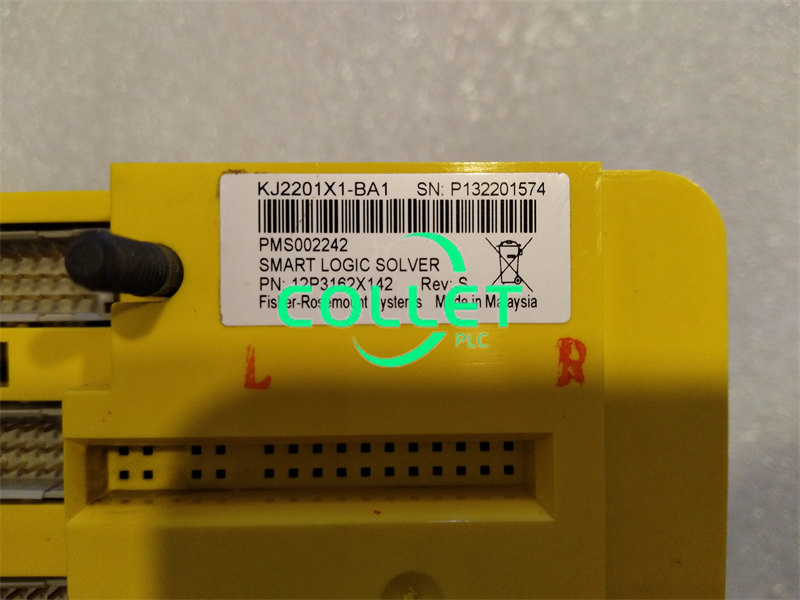 KJ2201X1-BA1 SN: P132201574
PMS002242
SMART LOGIC SOLVER
PN: 12P3162X142 Rev: S
Fisher-Rosemount Systems Made in Malaysia
COLLET
PLC
L R